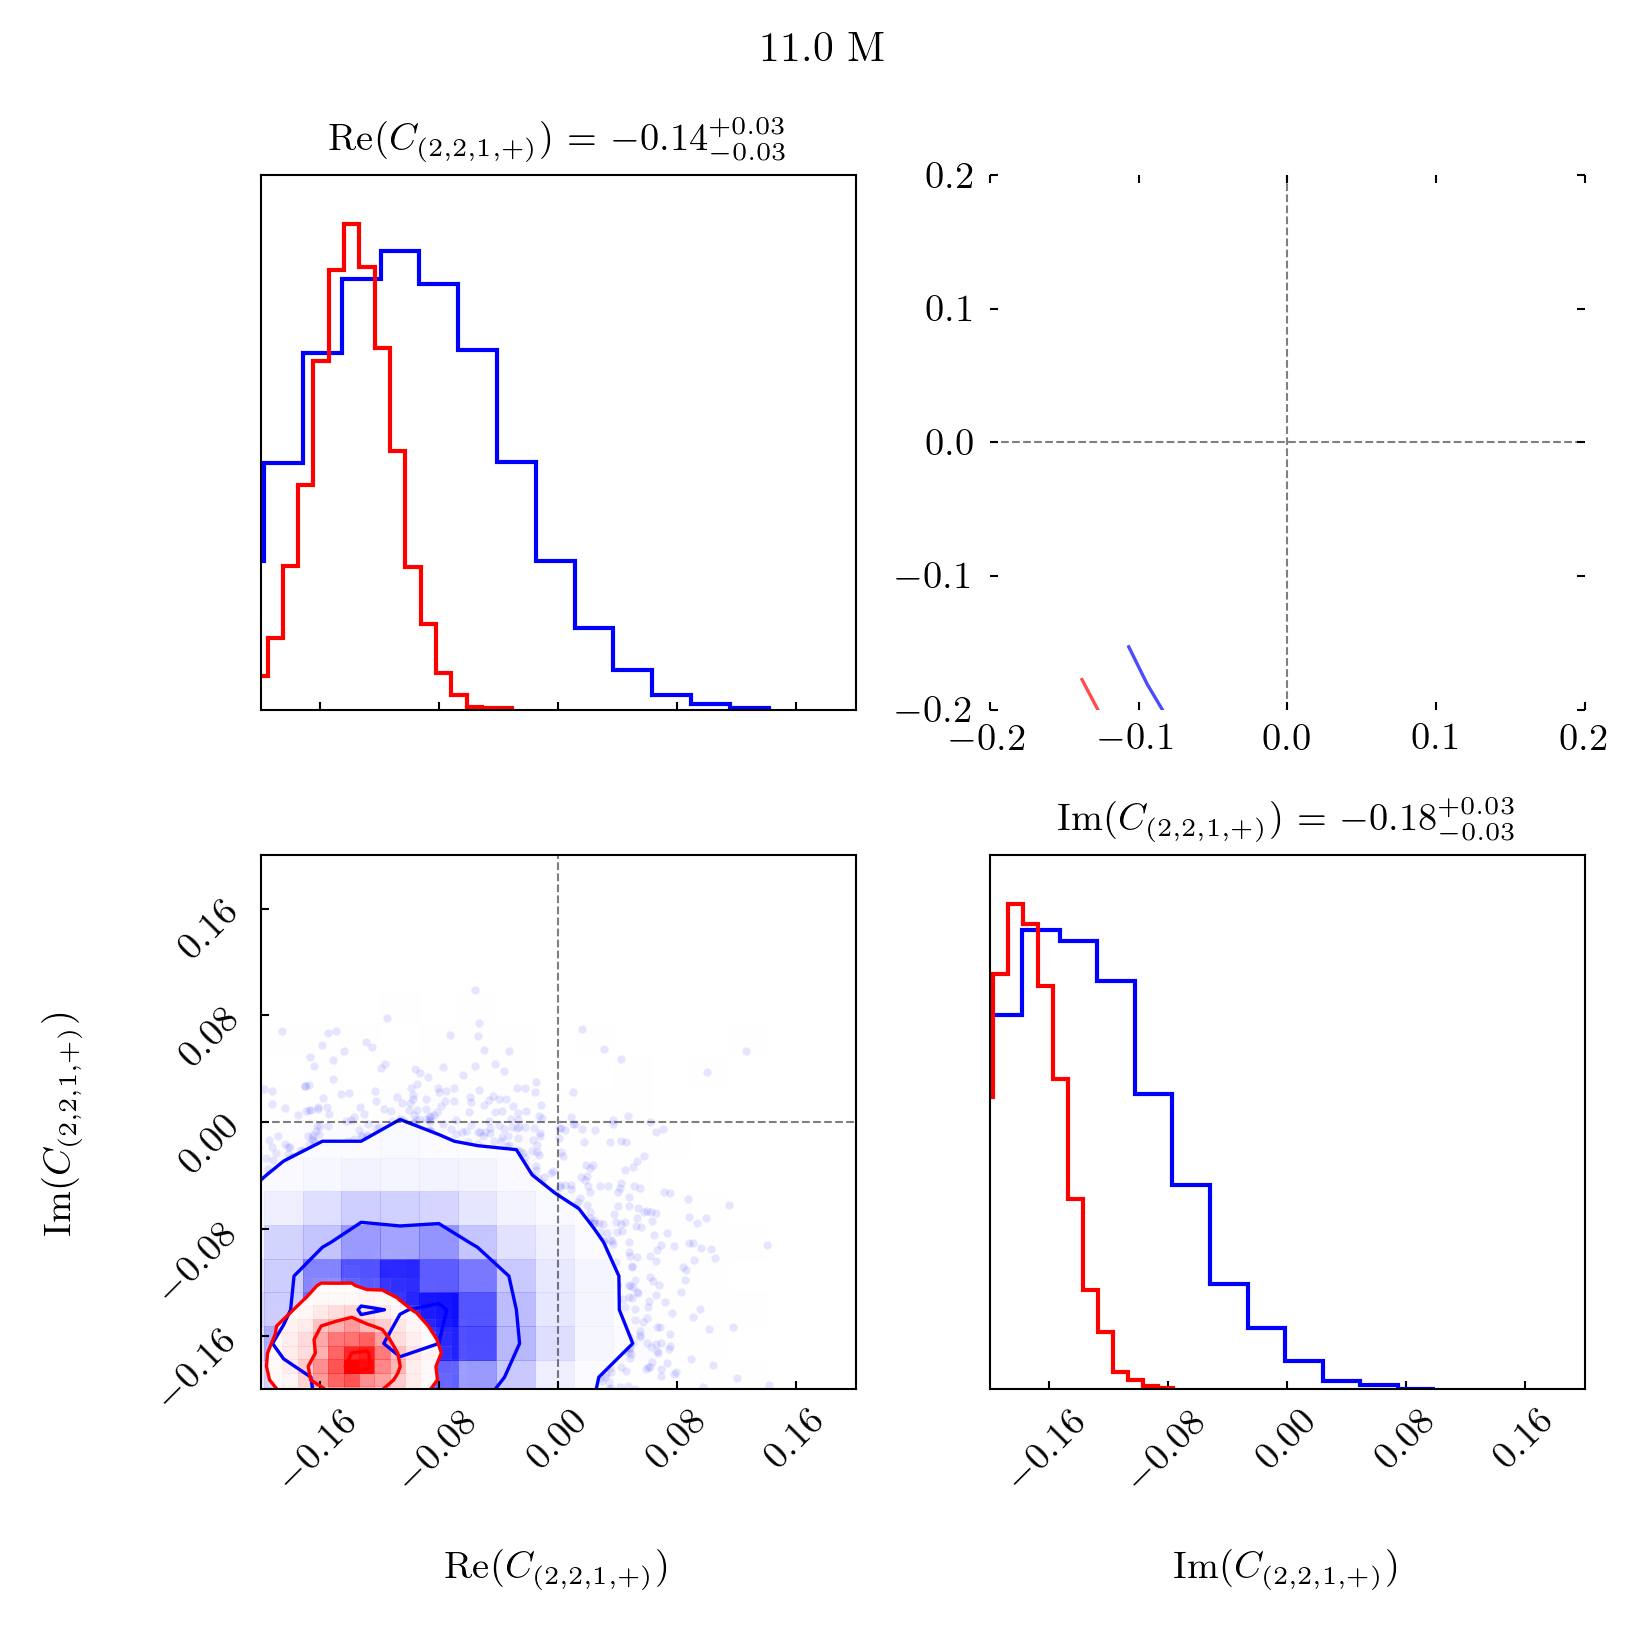 11.0 M
Re(C(2,2,1,+)) = −0.14 +0.03 −0.03
0.2
0.1
0.0
−0.1
−0.2
−0.2 −0.1 0.0 0.1 0.2
Im(C(2,2,1,+)) = −0.18 +0.03 −0.03
Im(C(2,2,1,+))
0.16
0.08
0.00
−0.08
−0.16
−0.16 −0.08 0.00 0.08 0.16
−0.16 −0.08 0.00 0.08 0.16
Re(C(2,2,1,+))
Im(C(2,2,1,+))